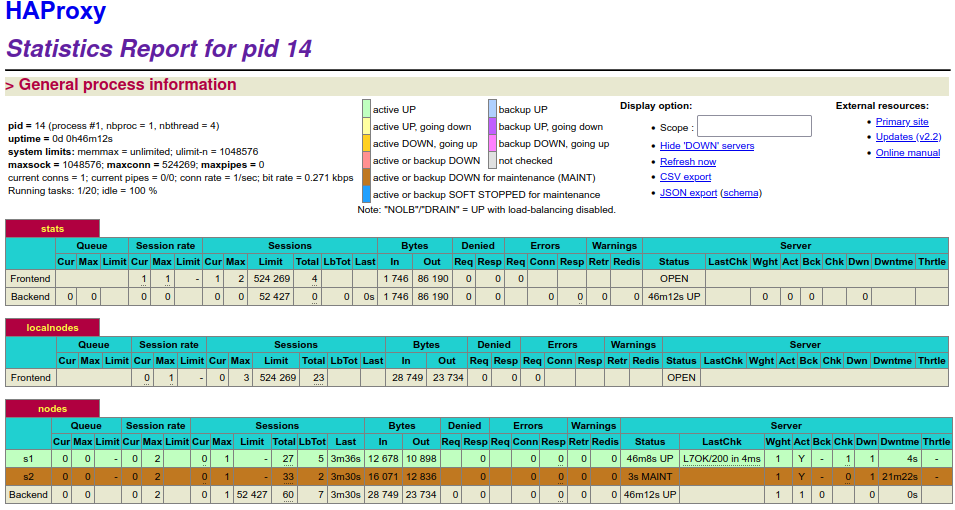 HAProxy
Statistics Report for pid 14
> General process information
pid = 14 (process #1, nbproc = 1, nbthread = 4)
uptime = 0d 0h46m12s
system limits: memmax = unlimited; ulimit-n = 1048576
maxsock = 1048576; maxconn = 524269; maxpipes = 0
current conns = 1; current pipes = 0/0; conn rate = 1/sec; bit rate = 0.271 kbps
Running tasks: 1/20; idle = 100 %
active UP backup UP
active UP, going down backup UP, going down
active DOWN, going up backup DOWN, going up
active or backup DOWN not checked
active or backup DOWN for maintenance (MAINT)
active or backup SOFT STOPPED for maintenance
Note: "NOLB"/"DRAIN" = UP with load-balancing disabled.
Display option:
• Scope :
• Hide 'DOWN' servers
• Refresh now
• CSV export
• JSON export (schema)
External resources:
• Primary site
• Updates (v2.2)
• Online manual
stats
Queue Session rate Sessions Bytes Denied Errors Warnings Server
Cur Max Limit Cur Max Limit Cur Max Limit Total LbTot Last In Out Req Resp Req Conn Resp Retr Redis Status LastChk Wght Act Bck Chk Dwn Dwntme Thrtle
Frontend 1 1 - 1 2 524 269 4 1 746 86 190 0 0 0 OPEN
Backend 0 0 0 0 0 0 52 427 0 0 0s 1 746 86 190 0 0 0 0 0 0 46m12s UP 0 0 0 0
localnodes
Queue Session rate Sessions Bytes Denied Errors Warnings Server
Cur Max Limit Cur Max Limit Cur Max Limit Total LbTot Last In Out Req Resp Req Conn Resp Retr Redis Status LastChk Wght Act Bck Chk Dwn Dwntme Thrtle
Frontend 0 1 - 0 3 524 269 23 28 749 23 734 0 0 0 OPEN
nodes
Queue Session rate Sessions Bytes Denied Errors Warnings Server
Cur Max Limit Cur Max Limit Cur Max Limit Total LbTot Last In Out Req Resp Req Conn Resp Retr Redis Status LastChk Wght Act Bck Chk Dwn Dwntme Thrtle
s1 0 0 - 0 2 0 1 - 27 5 3m36s 12 678 10 898 0 0 0 0 0 46m8s UP L7OK/200 in 4ms 1 Y - 1 1 4s -
s2 0 0 - 0 2 0 1 - 33 2 3m30s 16 071 12 836 0 0 0 0 0 3s MAINT 1 Y - 0 1 21m22s -
Backend 0 0 0 2 0 1 52 427 60 7 3m30s 28 749 23 734 0 0 0 0 0 0 46m12s UP 1 1 0 0 0s